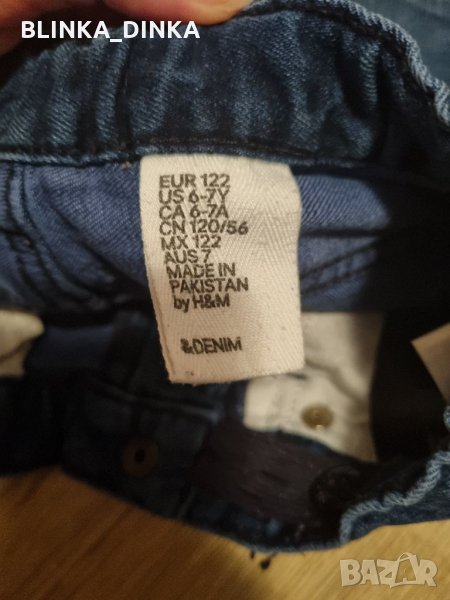 BLINKA_DINKA
EUR 122
US 6-7Y
CA 6-7A
CN 120/56
MX 122
AUS 7
MADE IN
PAKISTAN
by H&M
&DENIM
BAZAR